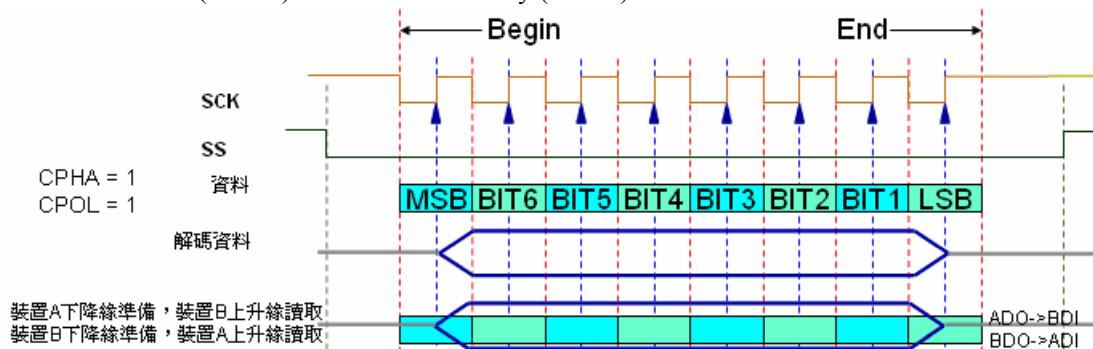 Begin End
SCK
SS
CPHA = 1
CPOL = 1
資料
MSB BIT6 BIT5 BIT4 BIT3 BIT2 BIT1 LSB
解碼資料
裝置A下降緣準備，裝置B上升緣讀取
裝置B下降緣準備，裝置A上升緣讀取
ADO->BDI
BDO->ADI